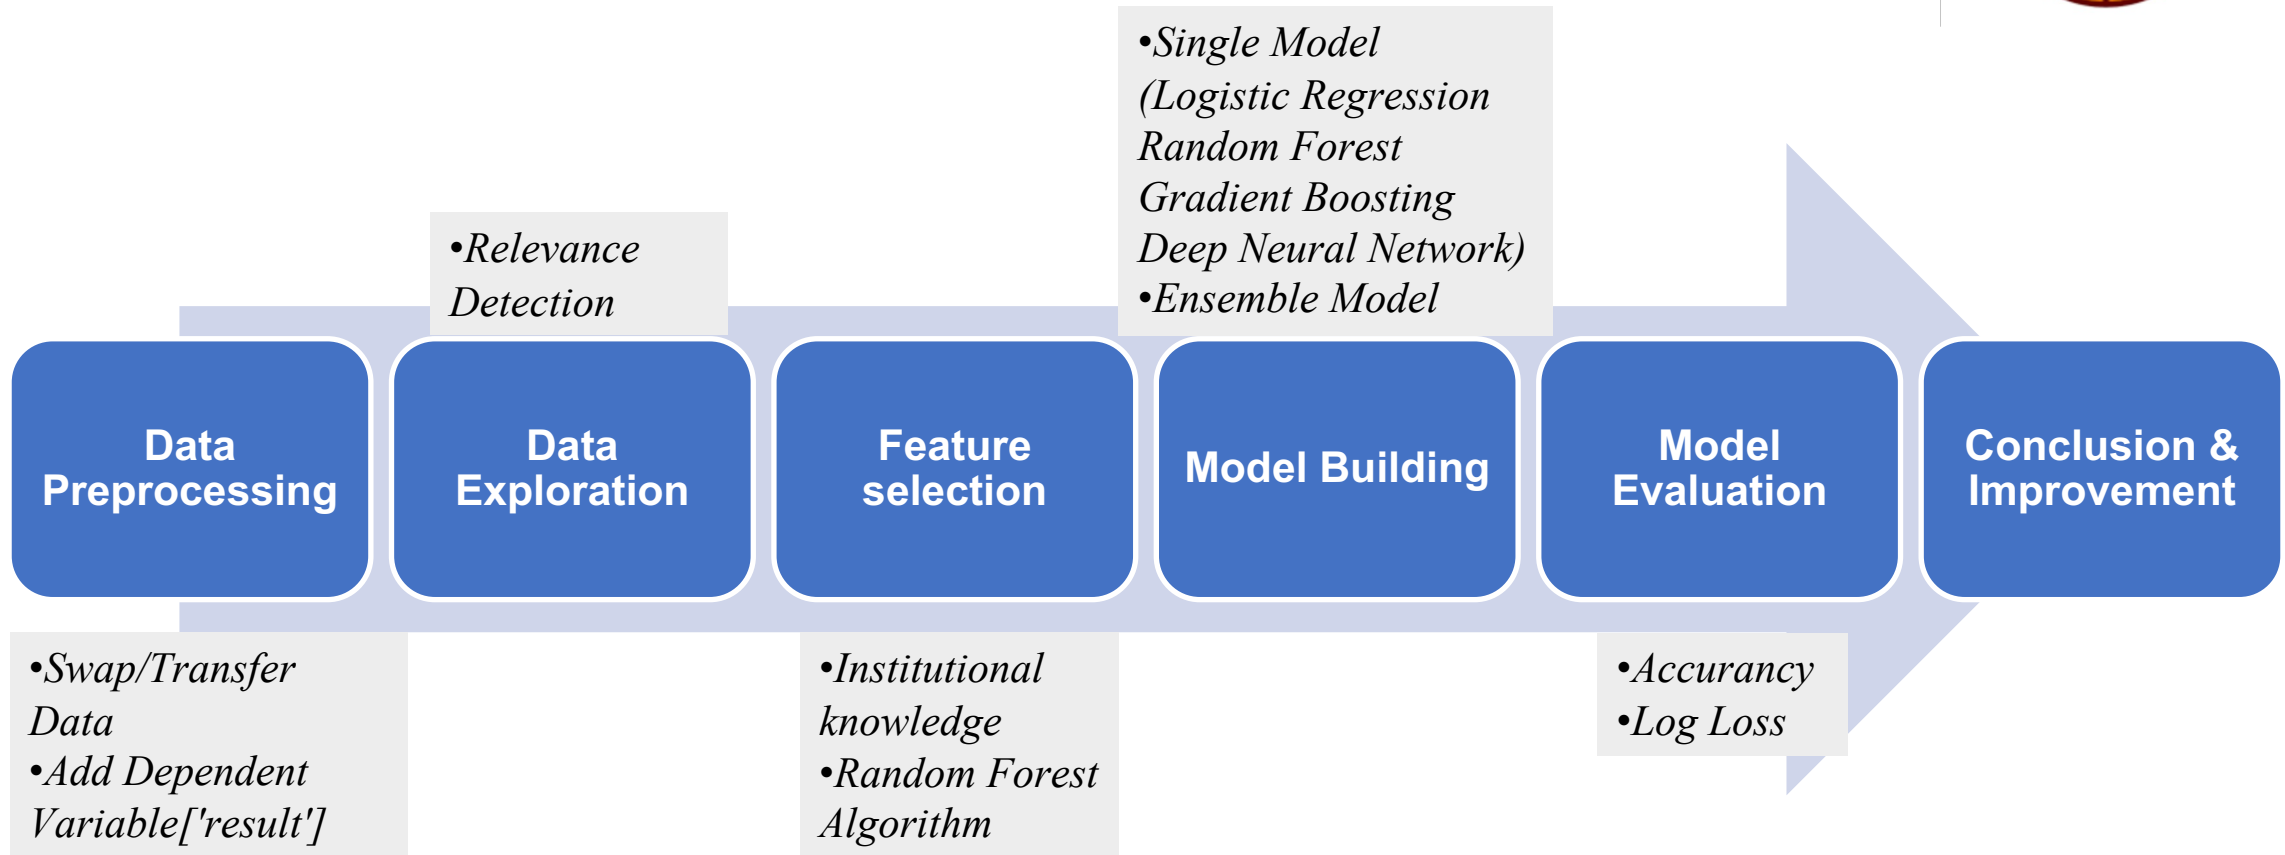 •Single Model
(Logistic Regression
Random Forest
Gradient Boosting
Deep Neural Network)
•Ensemble Model
•Relevance
Detection
Data
Preprocessing
Data
Exploration
Feature
selection
Model Building
Model
Evaluation
Conclusion &
Improvement
•Swap/Transfer
Data
•Add Dependent
Variable['result']
•Institutional
knowledge
•Random Forest
Algorithm
•Accurancy
•Log Loss